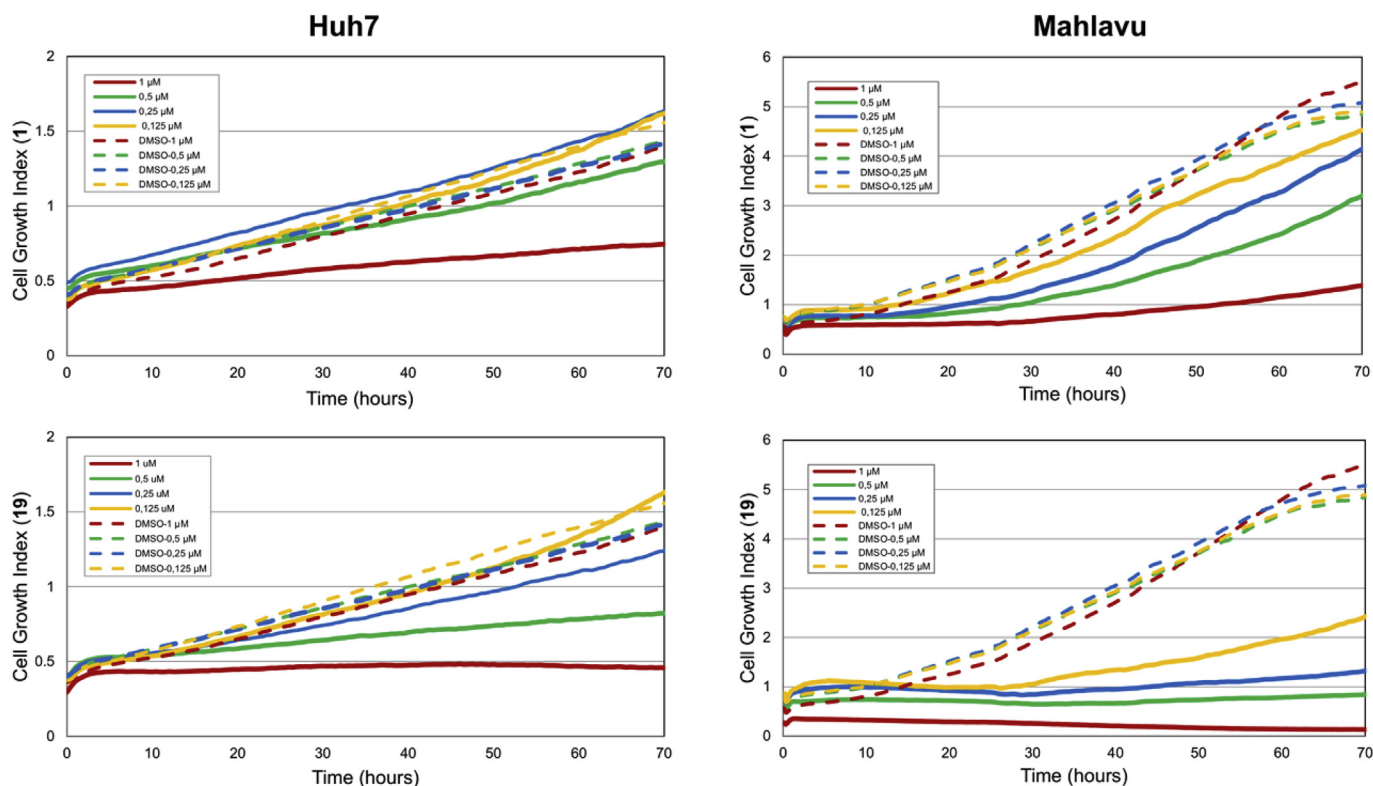 Huh7
Mahlavu
2
1.5
1
0.5
0
Cell Growth Index (1)
1 µM
0,5 µM
0,25 µM
0,125 µM
DMSO-1 µM
DMSO-0,5 µM
DMSO-0,25 µM
DMSO-0,125 µM
0 10 20 30 40 50 60 70
Time (hours)
6
5
4
3
2
1
0
Cell Growth Index (1)
1 µM
0,5 µM
0,25 µM
0,125 µM
DMSO-1 µM
DMSO-0,5 µM
DMSO-0,25 µM
DMSO-0,125 µM
0 10 20 30 40 50 60 70
Time (hours)
2
1.5
1
0.5
0
Cell Growth Index (19)
1 uM
0,5 uM
0,25 uM
0,125 uM
DMSO-1 µM
DMSO-0,5 µM
DMSO-0,25 µM
DMSO-0,125 µM
0 10 20 30 40 50 60 70
Time (hours)
6
5
4
3
2
1
0
Cell Growth Index (19)
1 µM
0,5 µM
0,25 µM
0,125 µM
DMSO-1 µM
DMSO-0,5 µM
DMSO-0,25 µM
DMSO-0,125 µM
0 10 20 30 40 50 60 70
Time (hours)